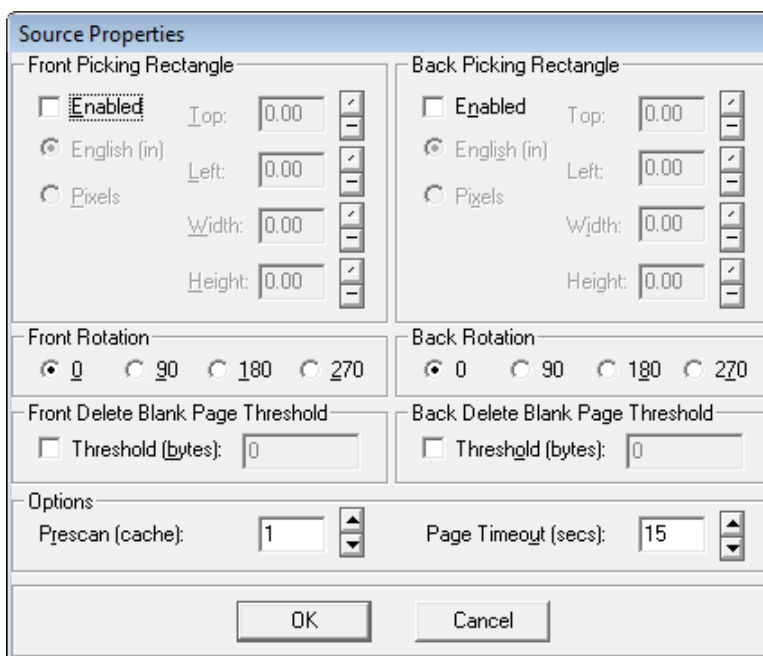 Source Properties
Front Picking Rectangle
Enabled
English (in)
Pixels
Top: 0.00
Left: 0.00
Width: 0.00
Height: 0.00
Back Picking Rectangle
Enabled
English (in)
Pixels
Top: 0.00
Left: 0.00
Width: 0.00
Height: 0.00
Front Rotation
0 90 180 270
Back Rotation
0 90 180 270
Front Delete Blank Page Threshold
Threshold (bytes): 0
Back Delete Blank Page Threshold
Threshold (bytes): 0
Options
Prescan (cache): 1 Page Timeout (secs): 15
OK Cancel